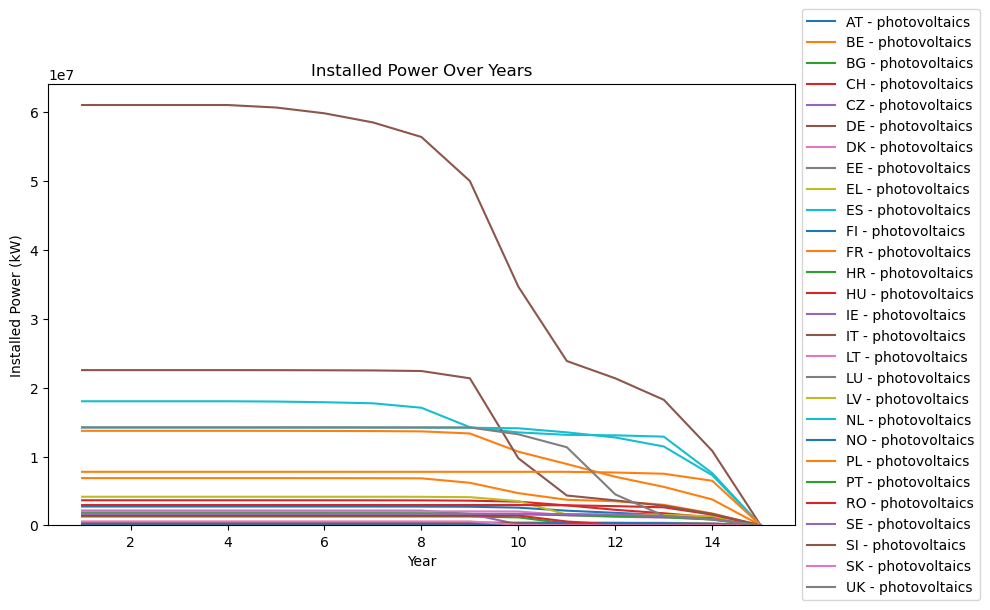 Installed Power Over Years
1e7
6
5
4
3
2
1
0
Installed Power (kW)
2
4
6
8
10
12
14
Year
AT - photovoltaics
BE - photovoltaics
BG - photovoltaics
CH - photovoltaics
CZ - photovoltaics
DE - photovoltaics
DK - photovoltaics
EE - photovoltaics
EL - photovoltaics
ES - photovoltaics
FI - photovoltaics
FR - photovoltaics
HR - photovoltaics
HU - photovoltaics
IE - photovoltaics
IT - photovoltaics
LT - photovoltaics
LU - photovoltaics
LV - photovoltaics
NL - photovoltaics
NO - photovoltaics
PL - photovoltaics
PT - photovoltaics
RO - photovoltaics
SE - photovoltaics
SI - photovoltaics
SK - photovoltaics
UK - photovoltaics